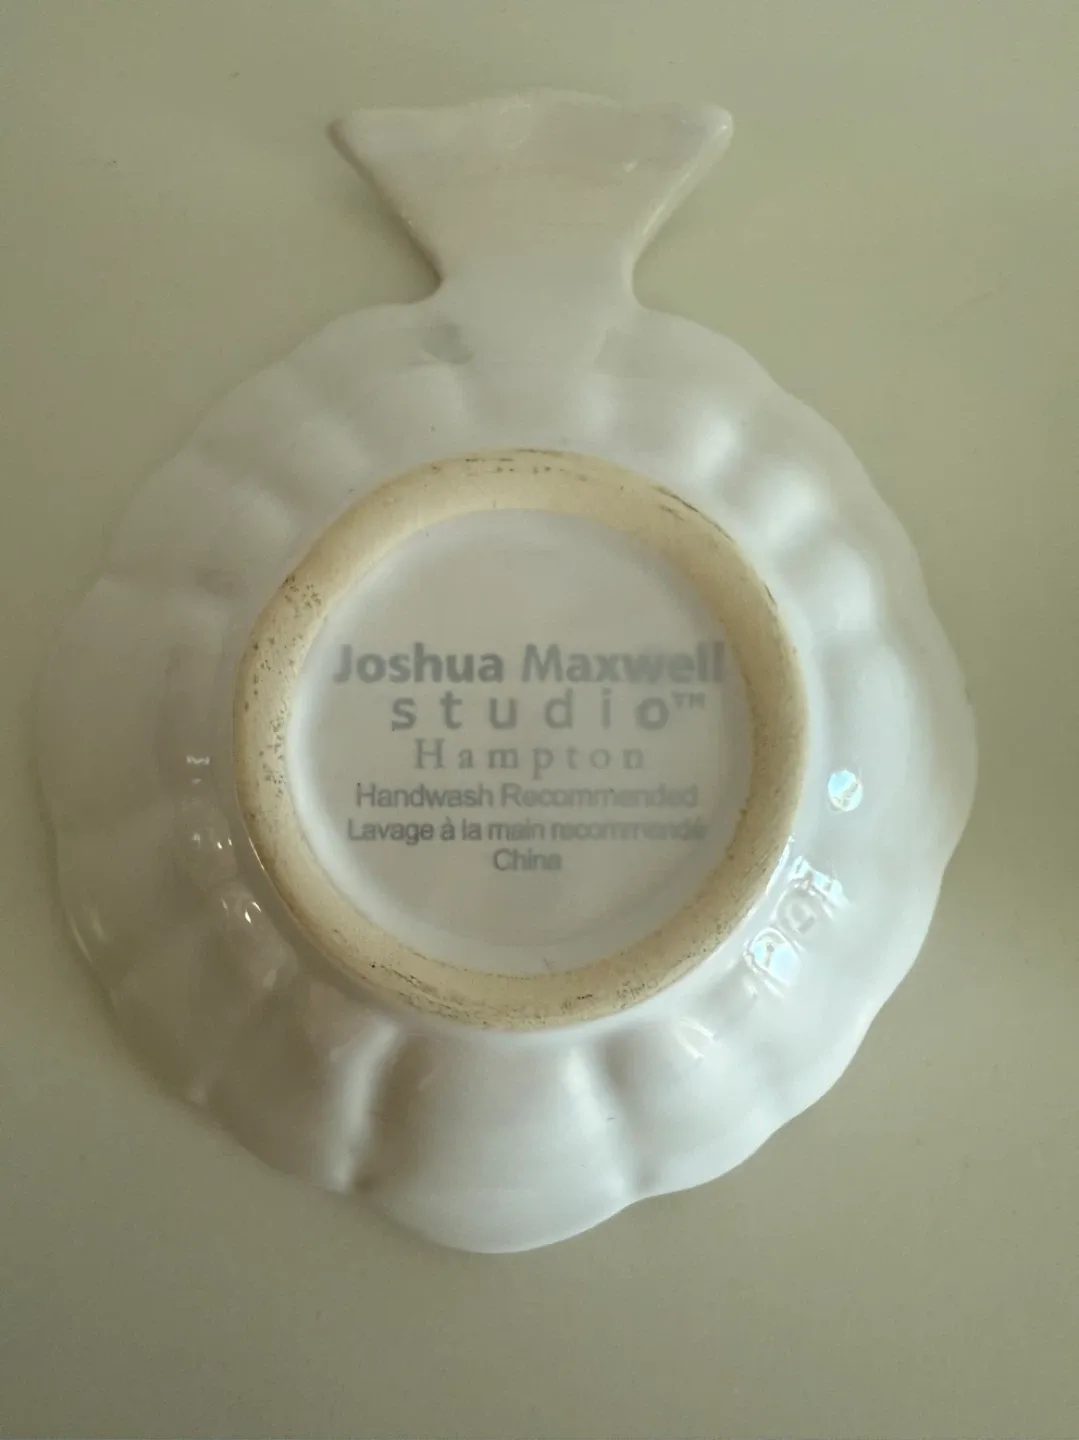 Joshua Maxwell
studio™
Hampton
Handwash Recommended
Lavage à la main recommandé
China